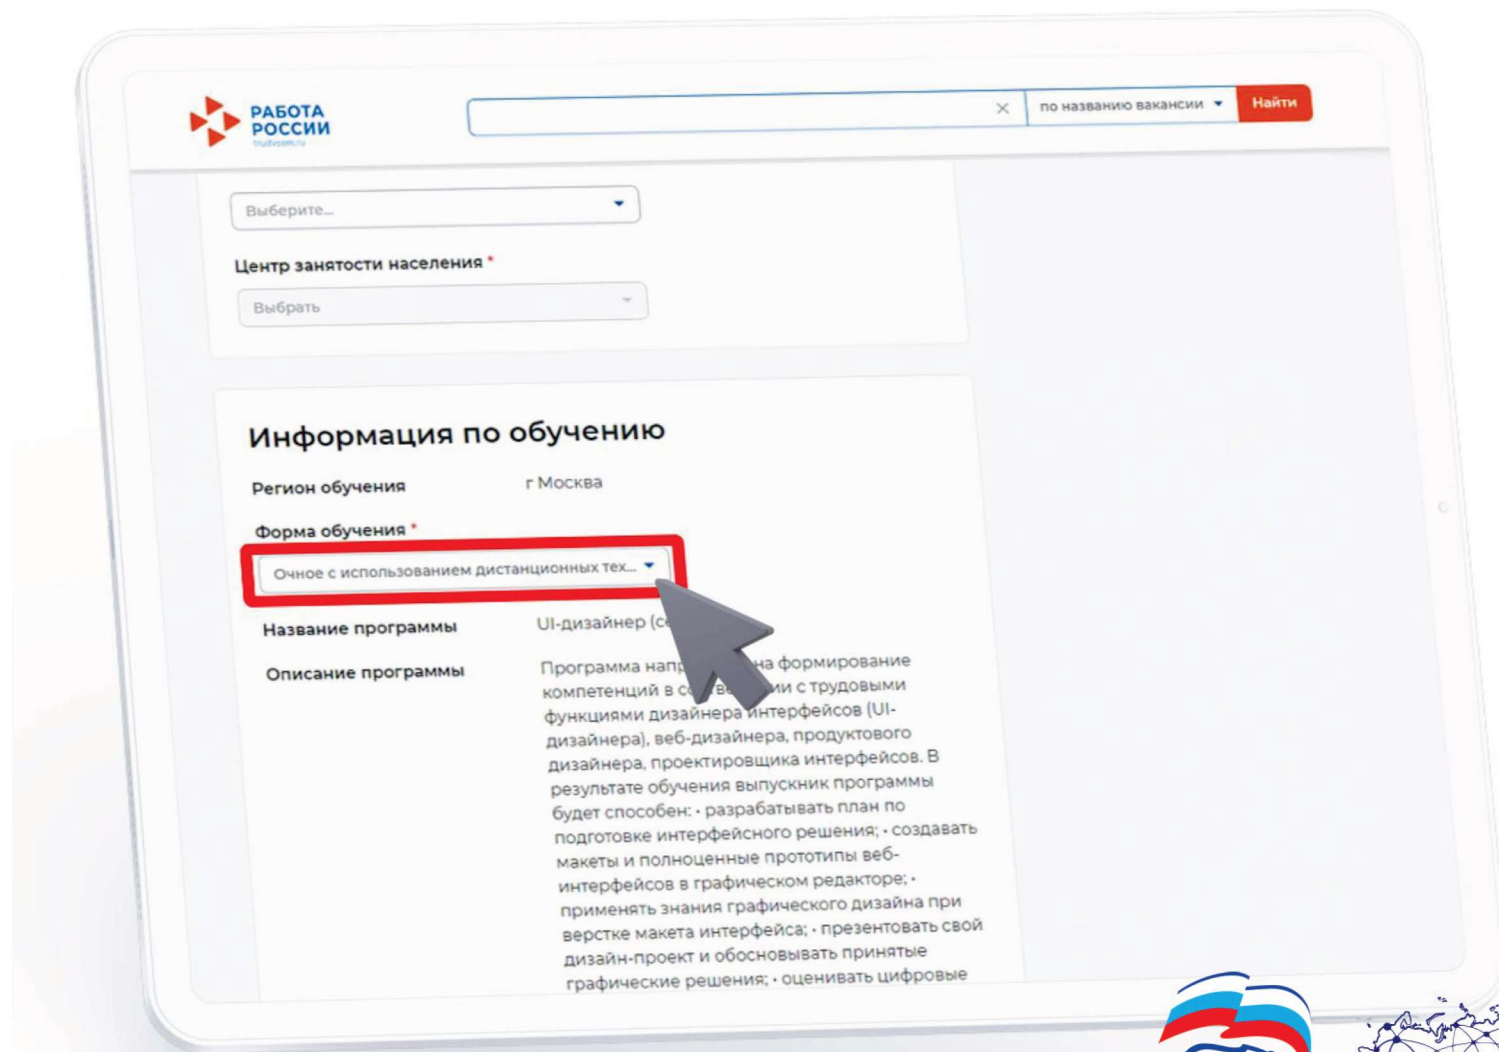 РАБОТА
РОССИИ
trudvsem.ru
по названию вакансии
Найти
Выберите...
Центр занятости населения *
Выбрать
Информация по обучению
Регион обучения г Москва
Форма обучения *
Очное с использованием дистанционных тех...
Название программы UI-дизайнер
Описание программы Программа на формирование
компетенций в с трудовыми
функциями дизайнера интерфейсов (UI-
дизайнера), веб-дизайнера, продуктового
дизайнера, проектировщика интерфейсов. В
результате обучения выпускник программы
будет способен: • разрабатывать план по
подготовке интерфейсного решения; • создавать
макеты и полноценные прототипы веб-
интерфейсов в графическом редакторе; •
применять знания графического дизайна при
верстке макета интерфейса; • презентовать свой
дизайн-проект и обосновывать принятые
графические решения; • оценивать цифровые